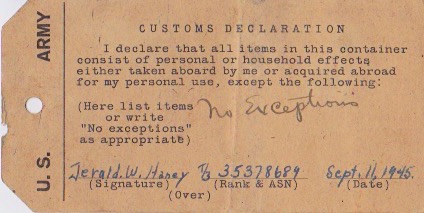 U. S. ARMY
CUSTOMS DECLARATION
I declare that all items in this container
consist of personal or household effects
either taken aboard by me or acquired abroad
for my personal use, except the following:
(Here list items
or write
"No exceptions"
as appropriate)
No Exceptions
Jerald. W. Haney T/3 35378689 Sept. 11, 1945.
(Signature) (Rank & ASN) (Date)
(Over)